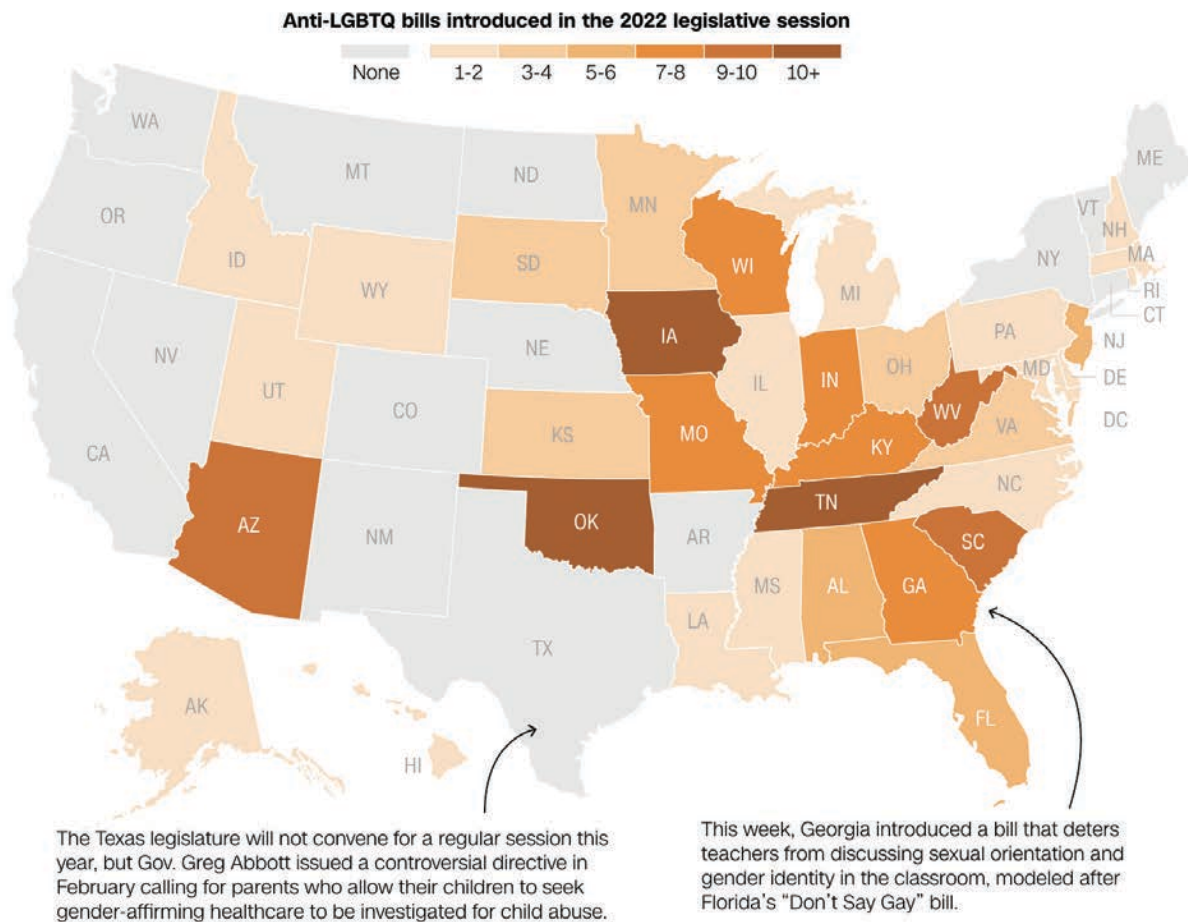 Anti-LGBTQ bills introduced in the 2022 legislative session
None 1-2 3-4 5-6 7-8 9-10 10+
WA
MT
ND
MN
ME
OR
ID
WY
SD
WI
MI
VT
NH
NY
MA
RI
CT
NV
UT
CO
NE
IA
IL
IN
OH
PA
NJ
MD
DE
DC
CA
KS
MO
KY
WV
VA
AZ
NM
OK
AR
TN
NC
SC
TX
LA
MS
AL
GA
FL
AK
HI
The Texas legislature will not convene for a regular session this
year, but Gov. Greg Abbott issued a controversial directive in
February calling for parents who allow their children to seek
gender-affirming healthcare to be investigated for child abuse.
This week, Georgia introduced a bill that deters
teachers from discussing sexual orientation and
gender identity in the classroom, modeled after
Florida's "Don't Say Gay" bill.